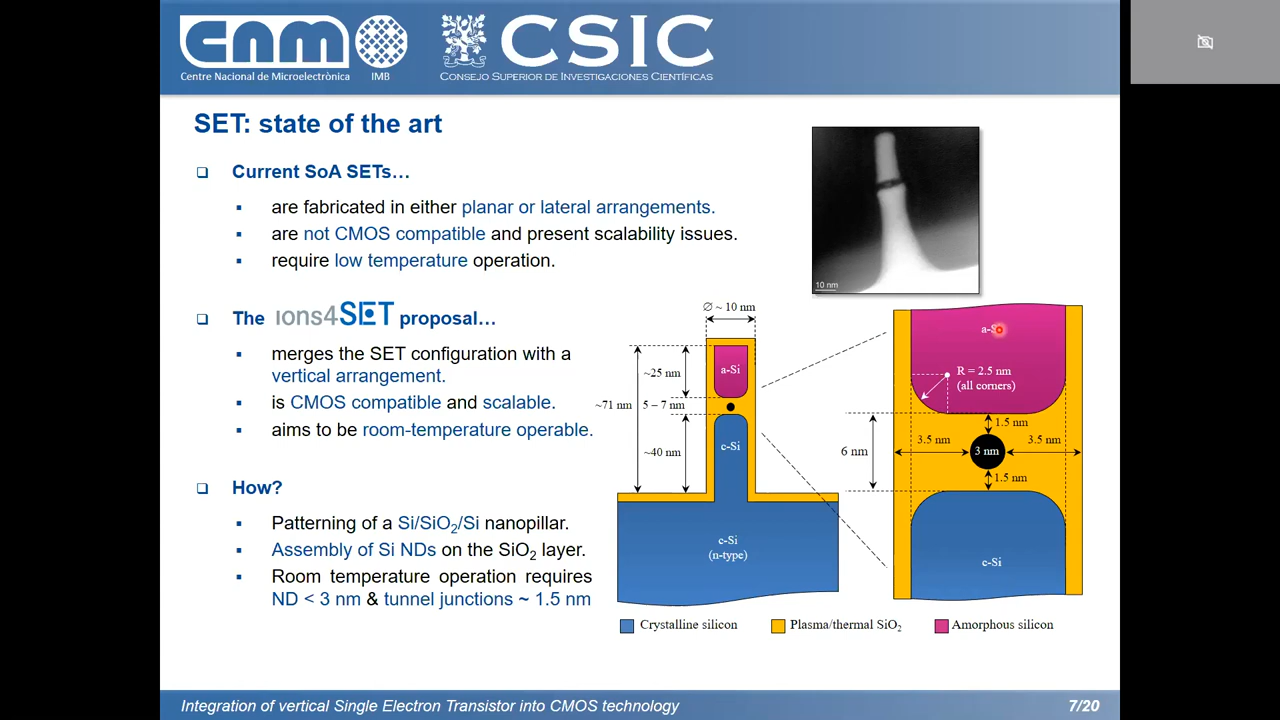 cnm
Centre Nacional de Microelectrònica IMB
CSIC
CONSEJO SUPERIOR DE INVESTIGACIONES CIENTÍFICAS
SET: state of the art
❑ Current SoA SETs…
▪ are fabricated in either planar or lateral arrangements.
▪ are not CMOS compatible and present scalability issues.
▪ require low temperature operation.
10 nm
❑ The ions4SET proposal…
▪ merges the SET configuration with a
vertical arrangement.
▪ is CMOS compatible and scalable.
▪ aims to be room-temperature operable.
❑ How?
▪ Patterning of a Si/SiO₂/Si nanopillar.
▪ Assembly of Si NDs on the SiO₂ layer.
▪ Room temperature operation requires
ND < 3 nm & tunnel junctions ~ 1.5 nm
∅ ~ 10 nm
~25 nm
a-Si
~71 nm
5 – 7 nm
c-Si
~40 nm
c-Si
(n-type)
R = 2.5 nm
(all corners)
1.5 nm
3.5 nm
3.5 nm
6 nm
3 nm
1.5 nm
c-Si
Crystalline silicon
Plasma/thermal SiO₂
Amorphous silicon
Integration of vertical Single Electron Transistor into CMOS technology
7/20